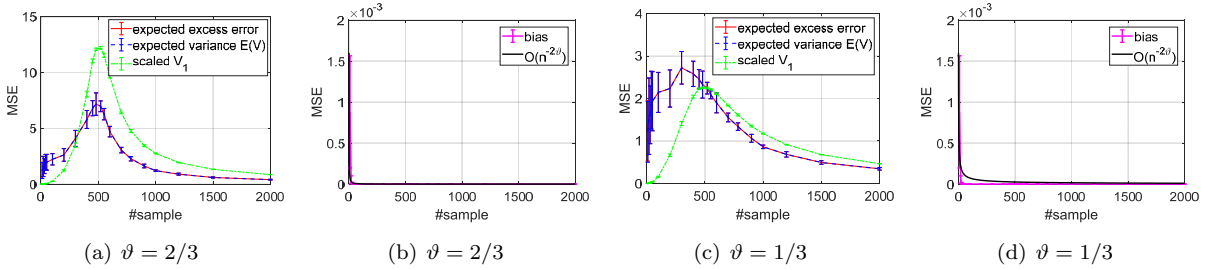 15
10
5
0
MSE
0 500 1000 1500 2000
#sample
expected excess error
expected variance E(V)
scaled V₁
(a) ϑ = 2/3
2 ×10⁻³
1.5
1
0.5
0
MSE
0 500 1000 1500 2000
#sample
bias
O(n⁻²ᶿ)
(b) ϑ = 2/3
4
3
2
1
0
MSE
0 500 1000 1500 2000
#sample
expected excess error
expected variance E(V)
scaled V₁
(c) ϑ = 1/3
2 ×10⁻³
1.5
1
0.5
0
MSE
0 500 1000 1500 2000
#sample
bias
O(n⁻²ᶿ)
(d) ϑ = 1/3